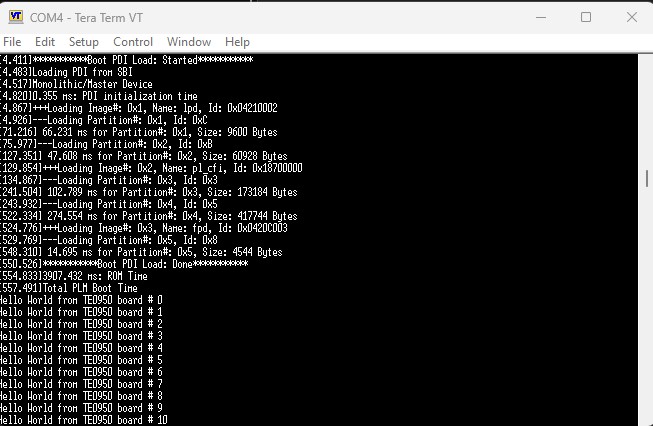 COM4 - Tera Term VT
File Edit Setup Control Window Help
[4.411]***********Boot PDI Load: Started***********
[4.483]Loading PDI from SBI
[4.517]Monolithic/Master Device
[4.820]0.355 ms: PDI initialization time
[4.867]+++Loading Image#: 0x1, Name: lpd, Id: 0x04210002
[4.926]---Loading Partition#: 0x1, Id: 0xC
[71.216] 66.231 ms for Partition#: 0x1, Size: 9600 Bytes
[75.977]---Loading Partition#: 0x2, Id: 0xB
[127.351] 47.608 ms for Partition#: 0x2, Size: 60928 Bytes
[129.854]+++Loading Image#: 0x2, Name: pl_cfi, Id: 0x18700000
[134.867]---Loading Partition#: 0x3, Id: 0x3
[241.504] 102.789 ms for Partition#: 0x3, Size: 173184 Bytes
[243.932]---Loading Partition#: 0x4, Id: 0x5
[522.334] 274.554 ms for Partition#: 0x4, Size: 417744 Bytes
[524.776]+++Loading Image#: 0x3, Name: fpd, Id: 0x0420C003
[529.769]---Loading Partition#: 0x5, Id: 0x8
[548.310] 14.695 ms for Partition#: 0x5, Size: 4544 Bytes
[550.526]***********Boot PDI Load: Done***********
[554.833]3907.432 ms: ROM Time
[557.491]Total PLM Boot Time
Hello World from TE0950 board # 0
Hello World from TE0950 board # 1
Hello World from TE0950 board # 2
Hello World from TE0950 board # 3
Hello World from TE0950 board # 4
Hello World from TE0950 board # 5
Hello World from TE0950 board # 6
Hello World from TE0950 board # 7
Hello World from TE0950 board # 8
Hello World from TE0950 board # 9
Hello World from TE0950 board # 10